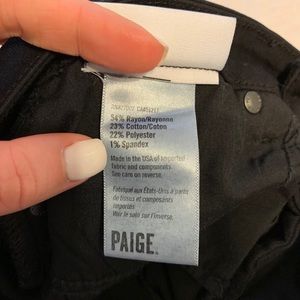 54% Rayon/Rayonne
23% Cotton/Coton
22% Polyester
1% Spandex
Made in the USA of imported
fabric and components.
See care on reverse.
Fabriqué aux États-Unis à partir
de tissus et composants
importés
Voir le soin sur l'inverse.
PAIGE.